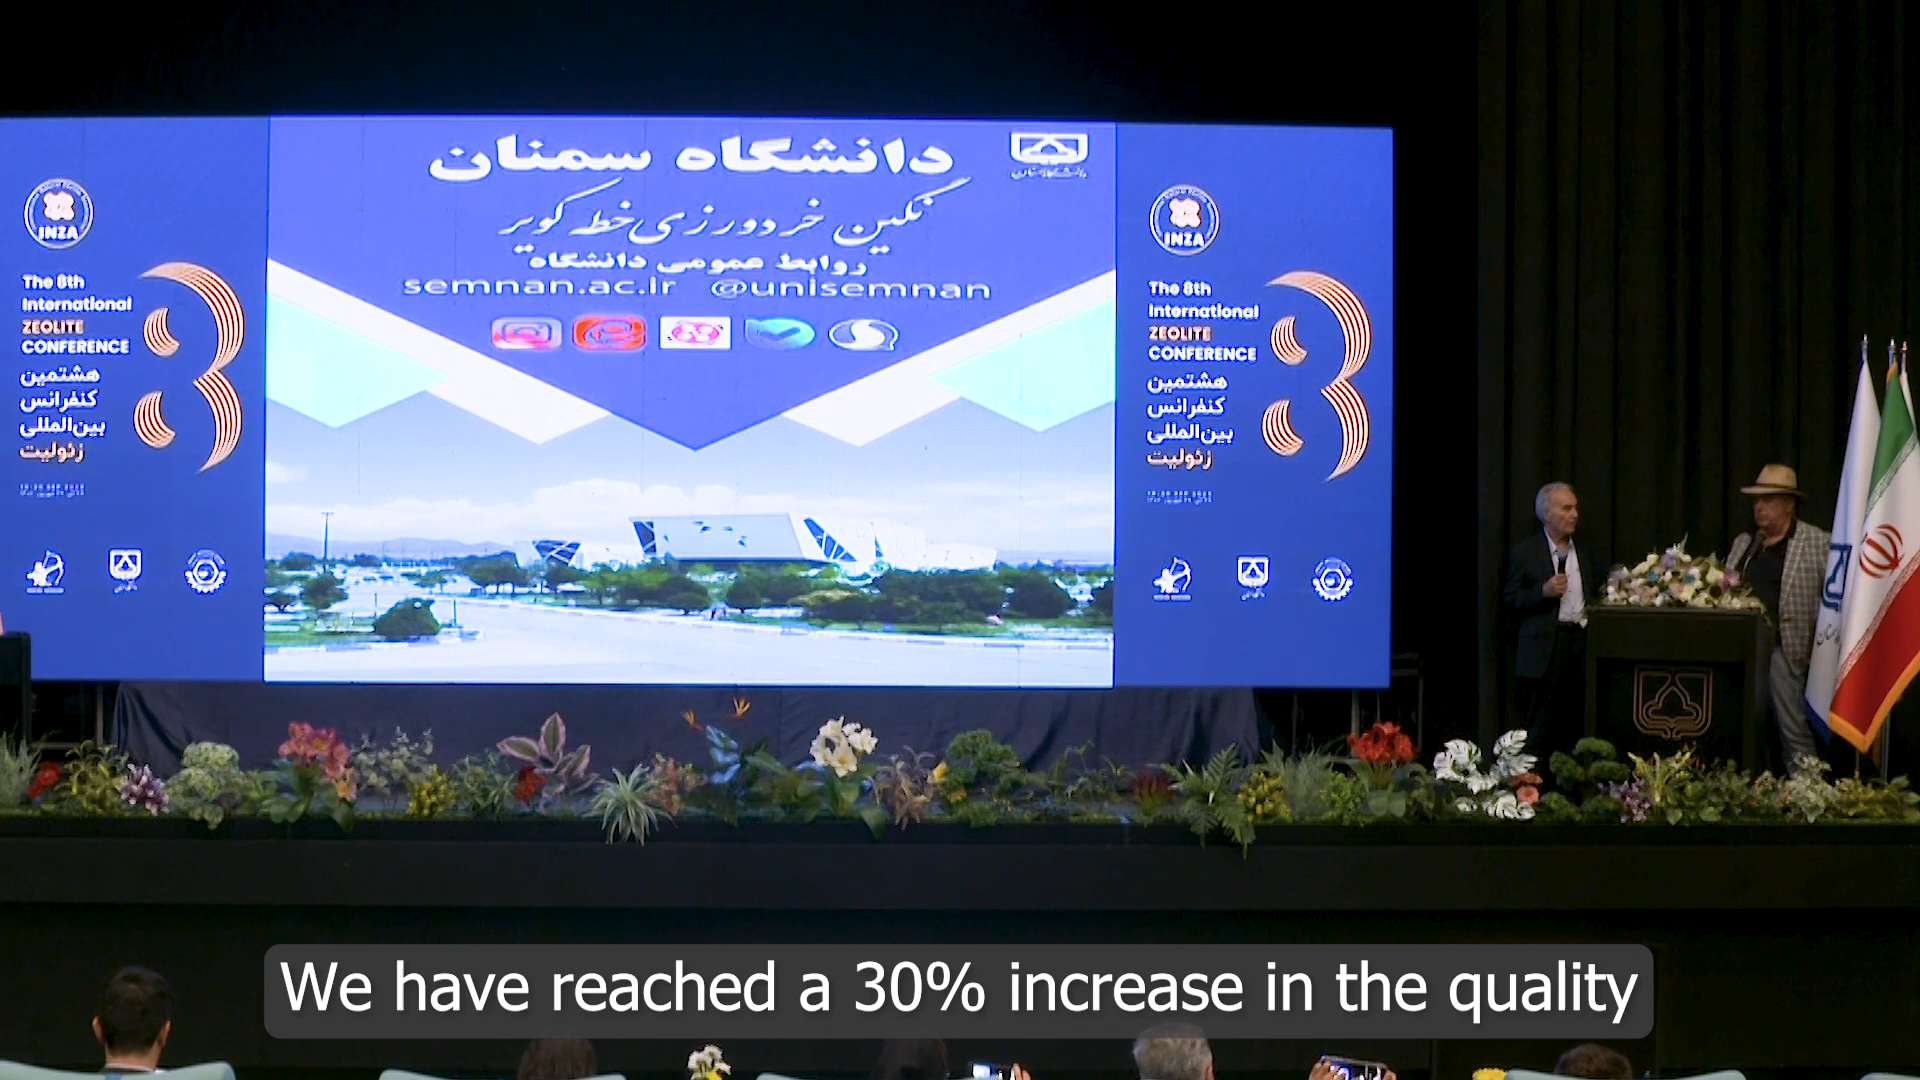 دانشگاه سمنان
نگین خردورزی خطه کویر
روابط عمومی دانشگاه
semnan.ac.ir @unisemnan
INZA
The 8th
International
ZEOLITE
CONFERENCE
هشتمین
کنفرانس
بین‌المللی
زئولیت
INZA
The 8th
International
ZEOLITE
CONFERENCE
هشتمین
کنفرانس
بین‌المللی
زئولیت
We have reached a 30% increase in the quality